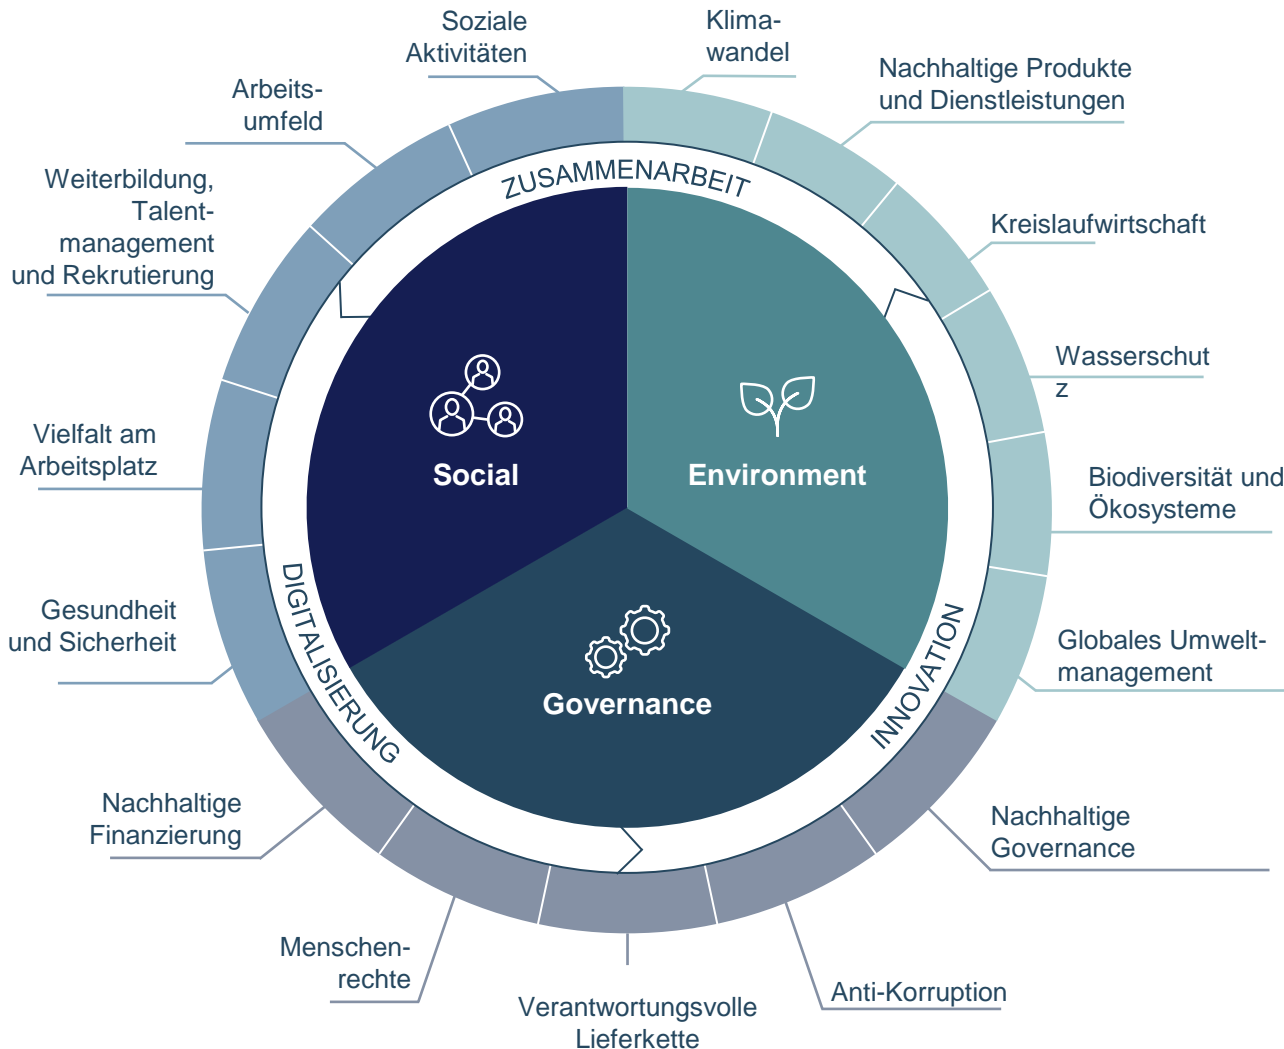 Soziale
Aktivitäten
Klima-
wandel
Nachhaltige Produkte
und Dienstleistungen
Arbeits-
umfeld
ZUSAMMENARBEIT
Weiterbildung,
Talent-
management
und Rekrutierung
Kreislaufwirtschaft
Wasserschut
z
Social
Environment
Vielfalt am
Arbeitsplatz
Biodiversität und
Ökosysteme
DIGITALISIERUNG
INNOVATION
Gesundheit
und Sicherheit
Globales Umwelt-
management
Governance
Nachhaltige
Finanzierung
Nachhaltige
Governance
Menschen-
rechte
Verantwortungsvolle
Lieferkette
Anti-Korruption